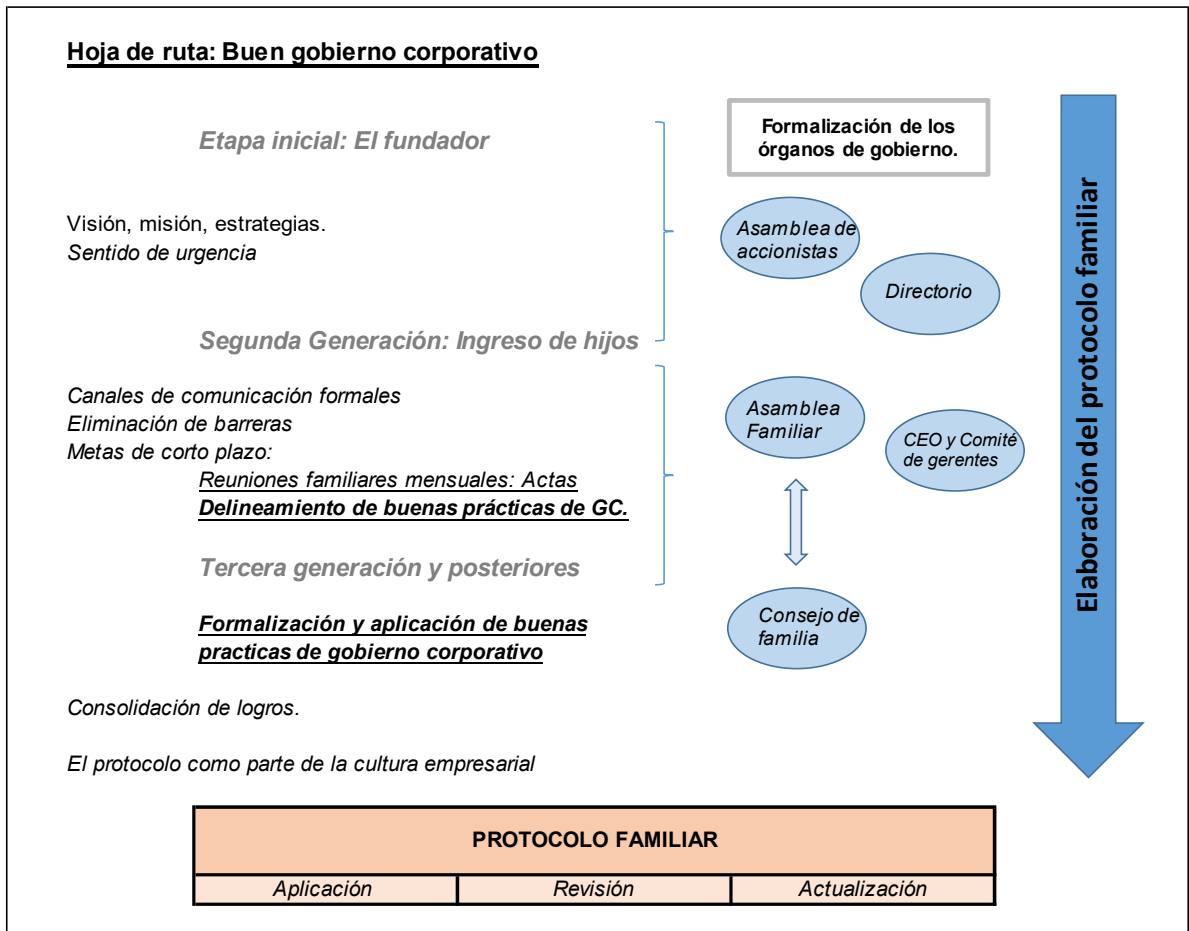 Hoja de ruta: Buen gobierno corporativo
Etapa inicial: El fundador
Formalización de los
órganos de gobierno.
Visión, misión, estrategias.
Sentido de urgencia
Asamblea de
accionistas
Directorio
Segunda Generación: Ingreso de hijos
Canales de comunicación formales
Eliminación de barreras
Metas de corto plazo:
Reuniones familiares mensuales: Actas
Delineamiento de buenas prácticas de GC.
Asamblea
Familiar
CEO y Comité
de gerentes
Tercera generación y posteriores
Formalización y aplicación de buenas
practicas de gobierno corporativo
Consejo de
familia
Consolidación de logros.
El protocolo como parte de la cultura empresarial
Elaboración del protocolo familiar
PROTOCOLO FAMILIAR
Aplicación
Revisión
Actualización